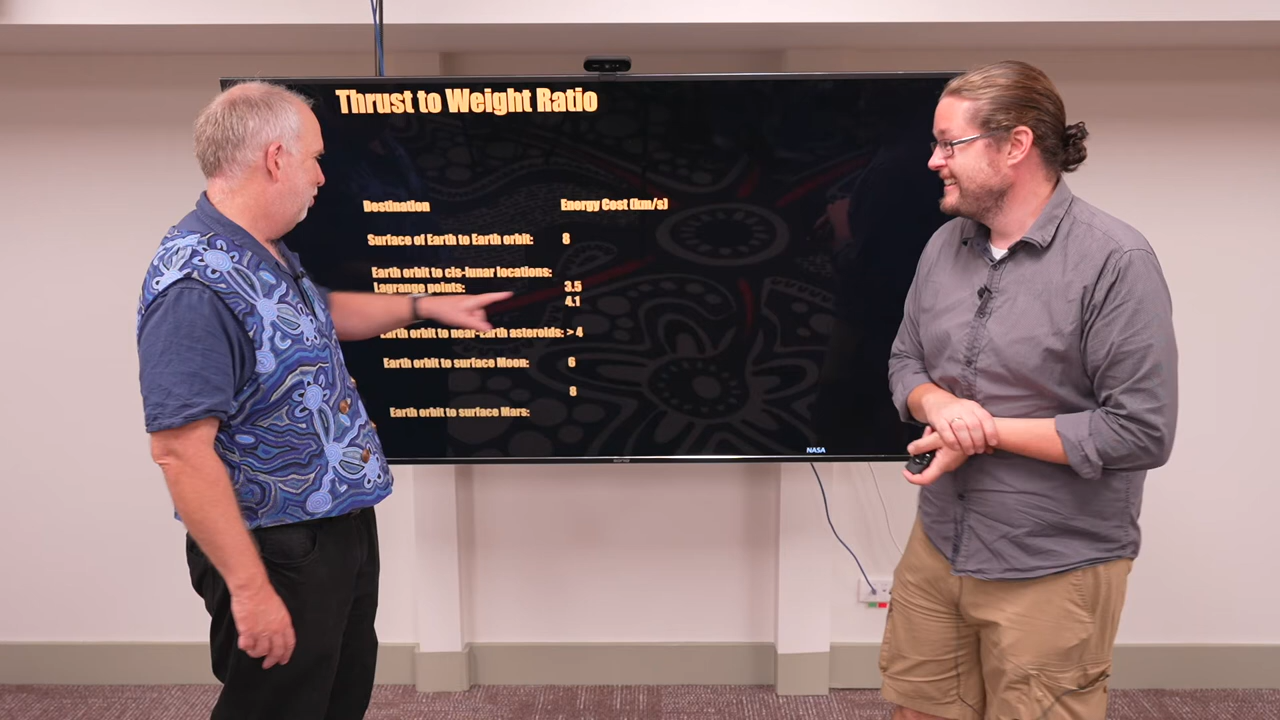 Thrust to Weight Ratio
Destination Energy Cost (km/s)
Surface of Earth to Earth orbit: 8
Earth orbit to cis-lunar locations:
Lagrange points: 3.5
4.1
Earth orbit to near-Earth asteroids: > 4
Earth orbit to surface Moon: 6
8
Earth orbit to surface Mars:
NASA